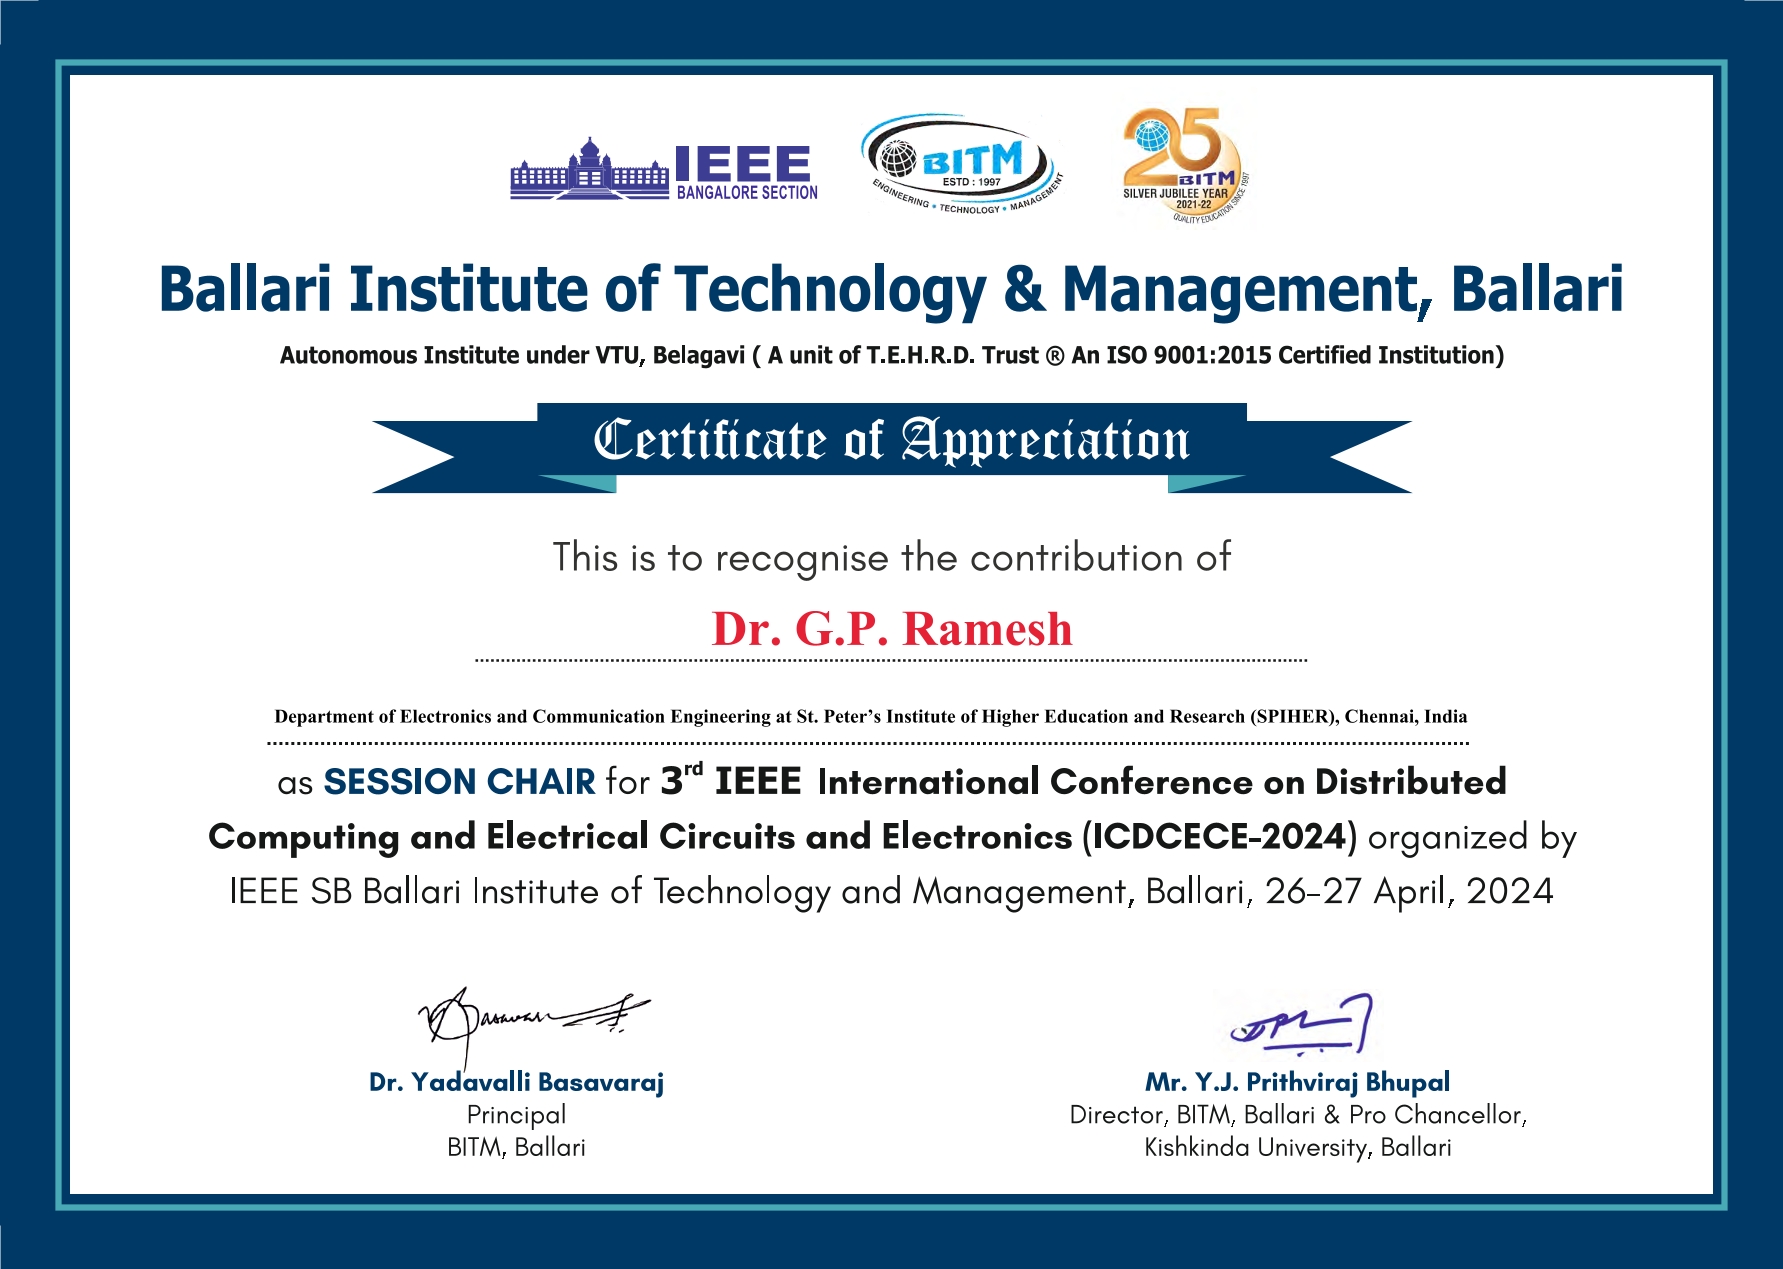 IEEE
BANGALORE SECTION
BITM
ESTD : 1997
ENGINEERING • TECHNOLOGY • MANAGEMENT
25
BITM
SILVER JUBILEE YEAR
2021-22
QUALITY EDUCATION SINCE 1997
Ballari Institute of Technology & Management, Ballari
Autonomous Institute under VTU, Belagavi ( A unit of T.E.H.R.D. Trust ® An ISO 9001:2015 Certified Institution)
Certificate of Appreciation
This is to recognise the contribution of
Dr. G.P. Ramesh
Department of Electronics and Communication Engineering at St. Peter’s Institute of Higher Education and Research (SPIHER), Chennai, India
as SESSION CHAIR for 3rd IEEE International Conference on Distributed
Computing and Electrical Circuits and Electronics (ICDCECE-2024) organized by
IEEE SB Ballari Institute of Technology and Management, Ballari, 26-27 April, 2024
Dr. Yadavalli Basavaraj
Principal
BITM, Ballari
Mr. Y.J. Prithviraj Bhupal
Director, BITM, Ballari & Pro Chancellor,
Kishkinda University, Ballari